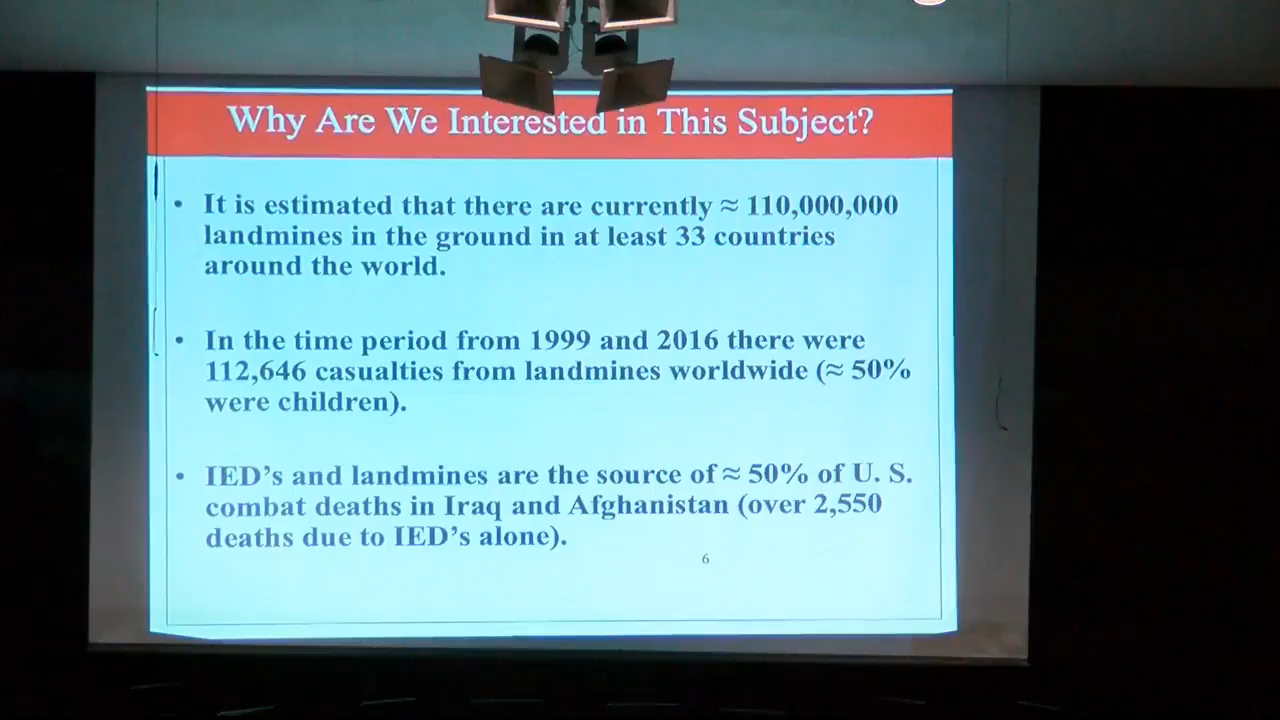 Why Are We Interested in This Subject?
• It is estimated that there are currently ≈ 110,000,000
landmines in the ground in at least 33 countries
around the world.
• In the time period from 1999 and 2016 there were
112,646 casualties from landmines worldwide (≈ 50%
were children).
• IED’s and landmines are the source of ≈ 50% of U. S.
combat deaths in Iraq and Afghanistan (over 2,550
deaths due to IED’s alone).
6